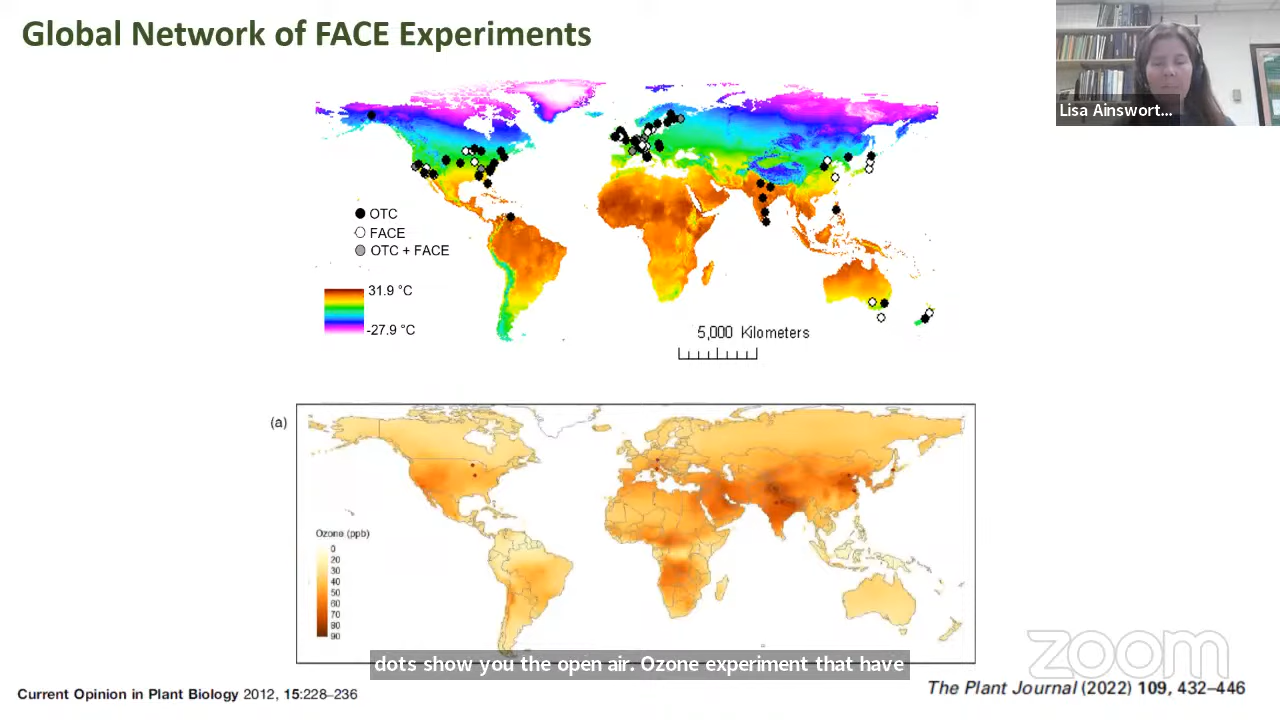 Global Network of FACE Experiments
Lisa Ainswort...
OTC
FACE
OTC + FACE
31.9 °C
-27.9 °C
5,000 Kilometers
(a)
Ozone (ppb)
0
20
30
40
50
60
70
80
90
dots show you the open air. Ozone experiment that have
zoom
Current Opinion in Plant Biology 2012, 15:228–236
The Plant Journal (2022) 109, 432–446